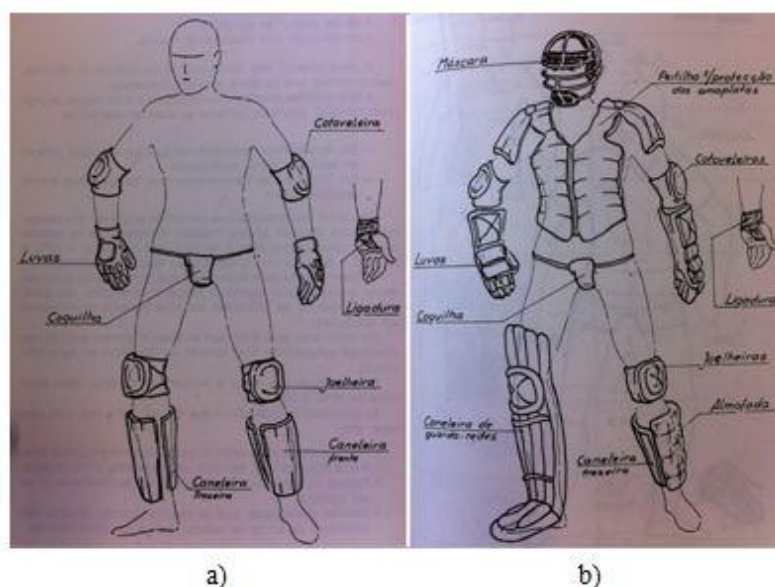 Cotoveleira
Luvas
Ligadura
Coquilha
Joelheira
Caneleira
frente
Caneleira
traseira
a)
Máscara
Peitilho c/protecção
das omoplatas
Cotoveleiras
Luvas
Ligadura
Coquilha
Joelheiras
Almofada
Caneleira de
guarda-redes
Caneleira
traseira
b)